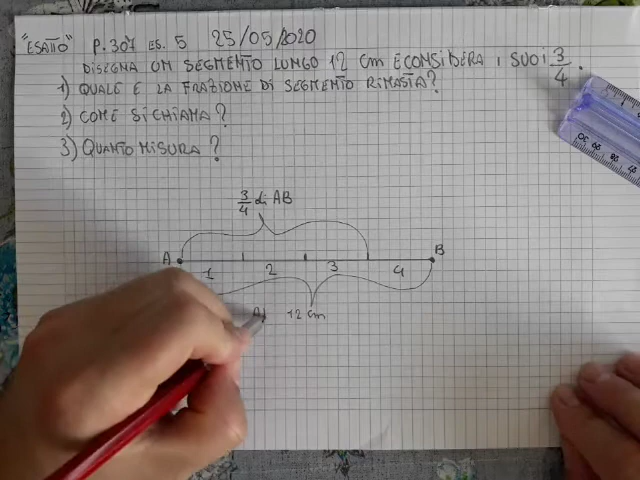 "ESATTO" P. 307 ES. 5 25/05/2020
DISEGNA UM SEGMENTO LUNGO 12 cm E CONSIDERA I SUOI 3/4.
1) QUALE E LA FRAZIONE DI SEGMENTO RIMASTA?
2) COME SI CHIAMA?
3) QUANTO MISURA?
3/4 di AB
A B
1 2 3 4
12 cm